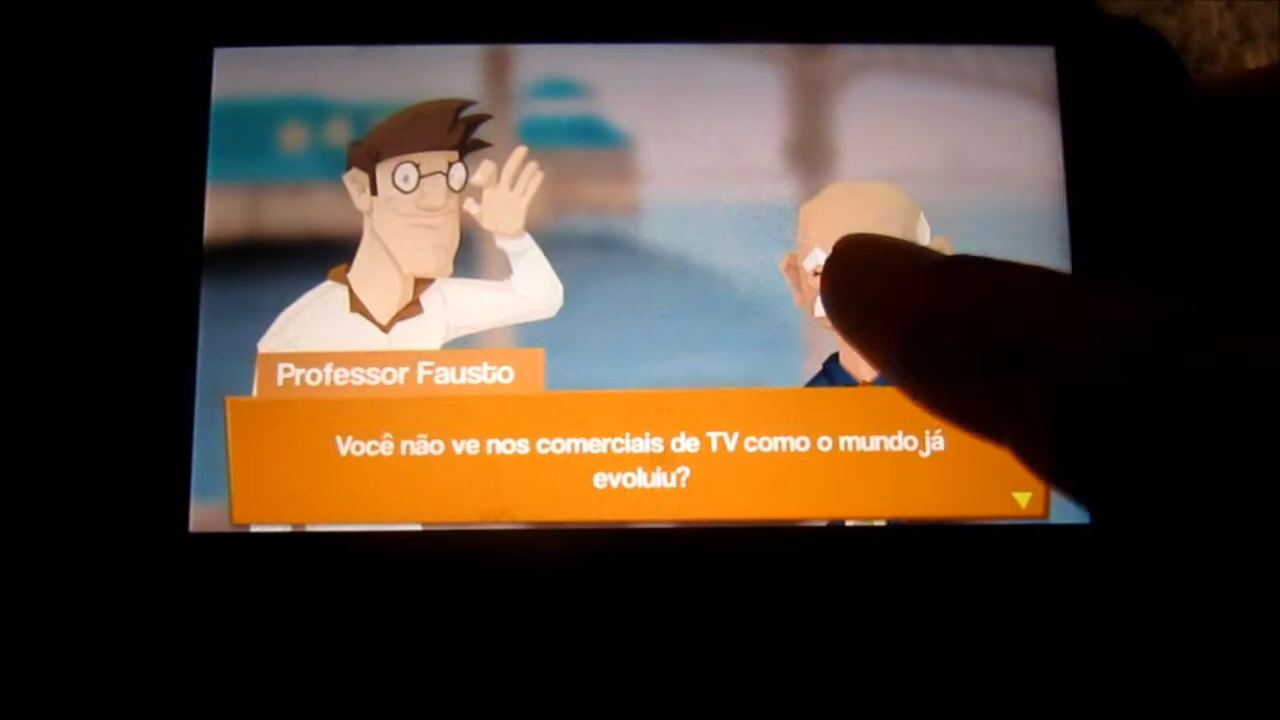 Professor Fausto
Você não ve nos comerciais de TV como o mundo já
evoluiu?